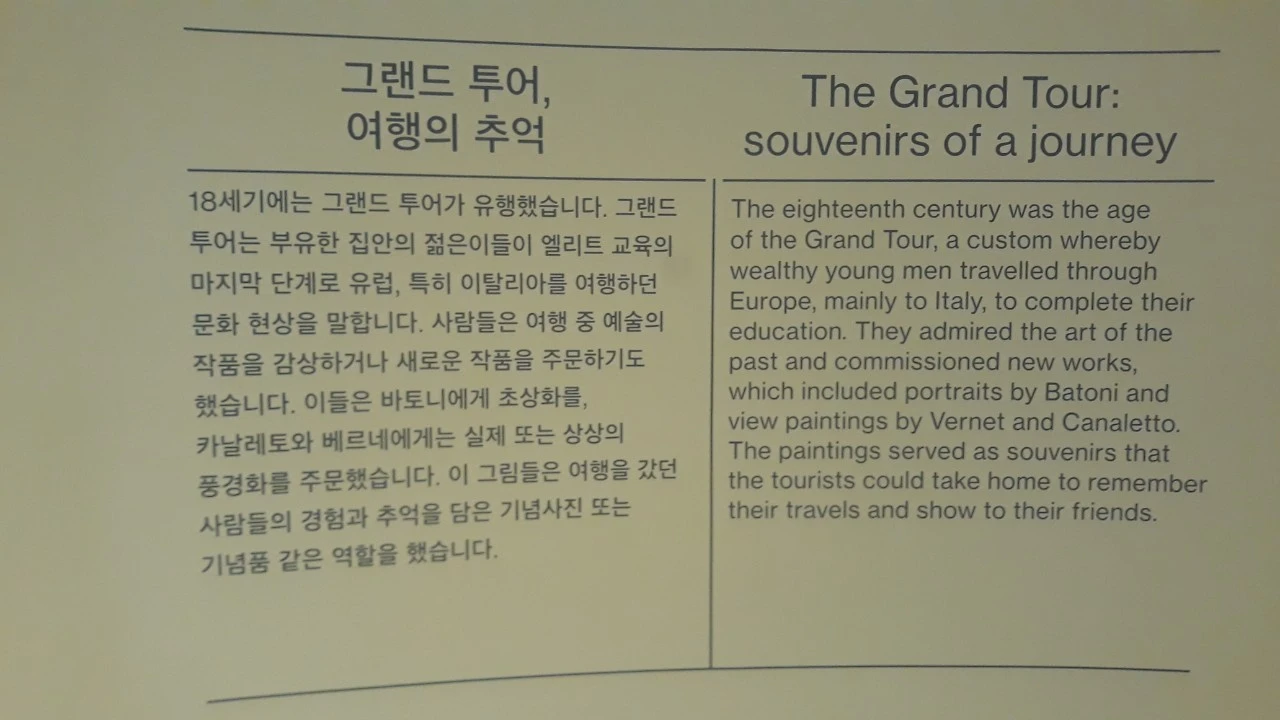 그랜드 투어,
여행의 추억
18세기에는 그랜드 투어가 유행했습니다. 그랜드
투어는 부유한 집안의 젊은이들이 엘리트 교육의
마지막 단계로 유럽, 특히 이탈리아를 여행하던
문화 현상을 말합니다. 사람들은 여행 중 예술의
작품을 감상하거나 새로운 작품을 주문하기도
했습니다. 이들은 바토니에게 초상화를,
카날레토와 베르네에게는 실제 또는 상상의
풍경화를 주문했습니다. 이 그림들은 여행을 갔던
사람들의 경험과 추억을 담은 기념사진 또는
기념품 같은 역할을 했습니다.
The Grand Tour:
souvenirs of a journey
The eighteenth century was the age
of the Grand Tour, a custom whereby
wealthy young men travelled through
Europe, mainly to Italy, to complete their
education. They admired the art of the
past and commissioned new works,
which included portraits by Batoni and
view paintings by Vernet and Canaletto.
The paintings served as souvenirs that
the tourists could take home to remember
their travels and show to their friends.